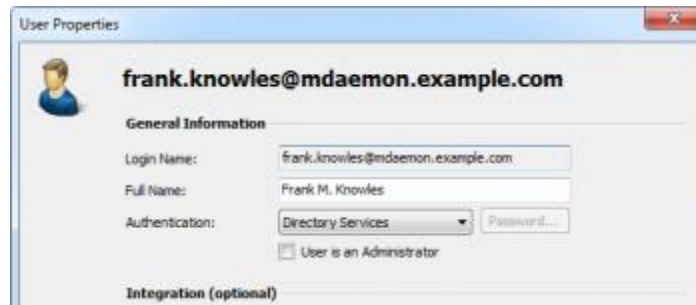 User Properties
frank.knowles@mdaemon.example.com
General Information
Login Name: frank.knowles@mdaemon.example.com
Full Name: Frank M. Knowles
Authentication: Directory Services Password...
User is an Administrator
Integration (optional)